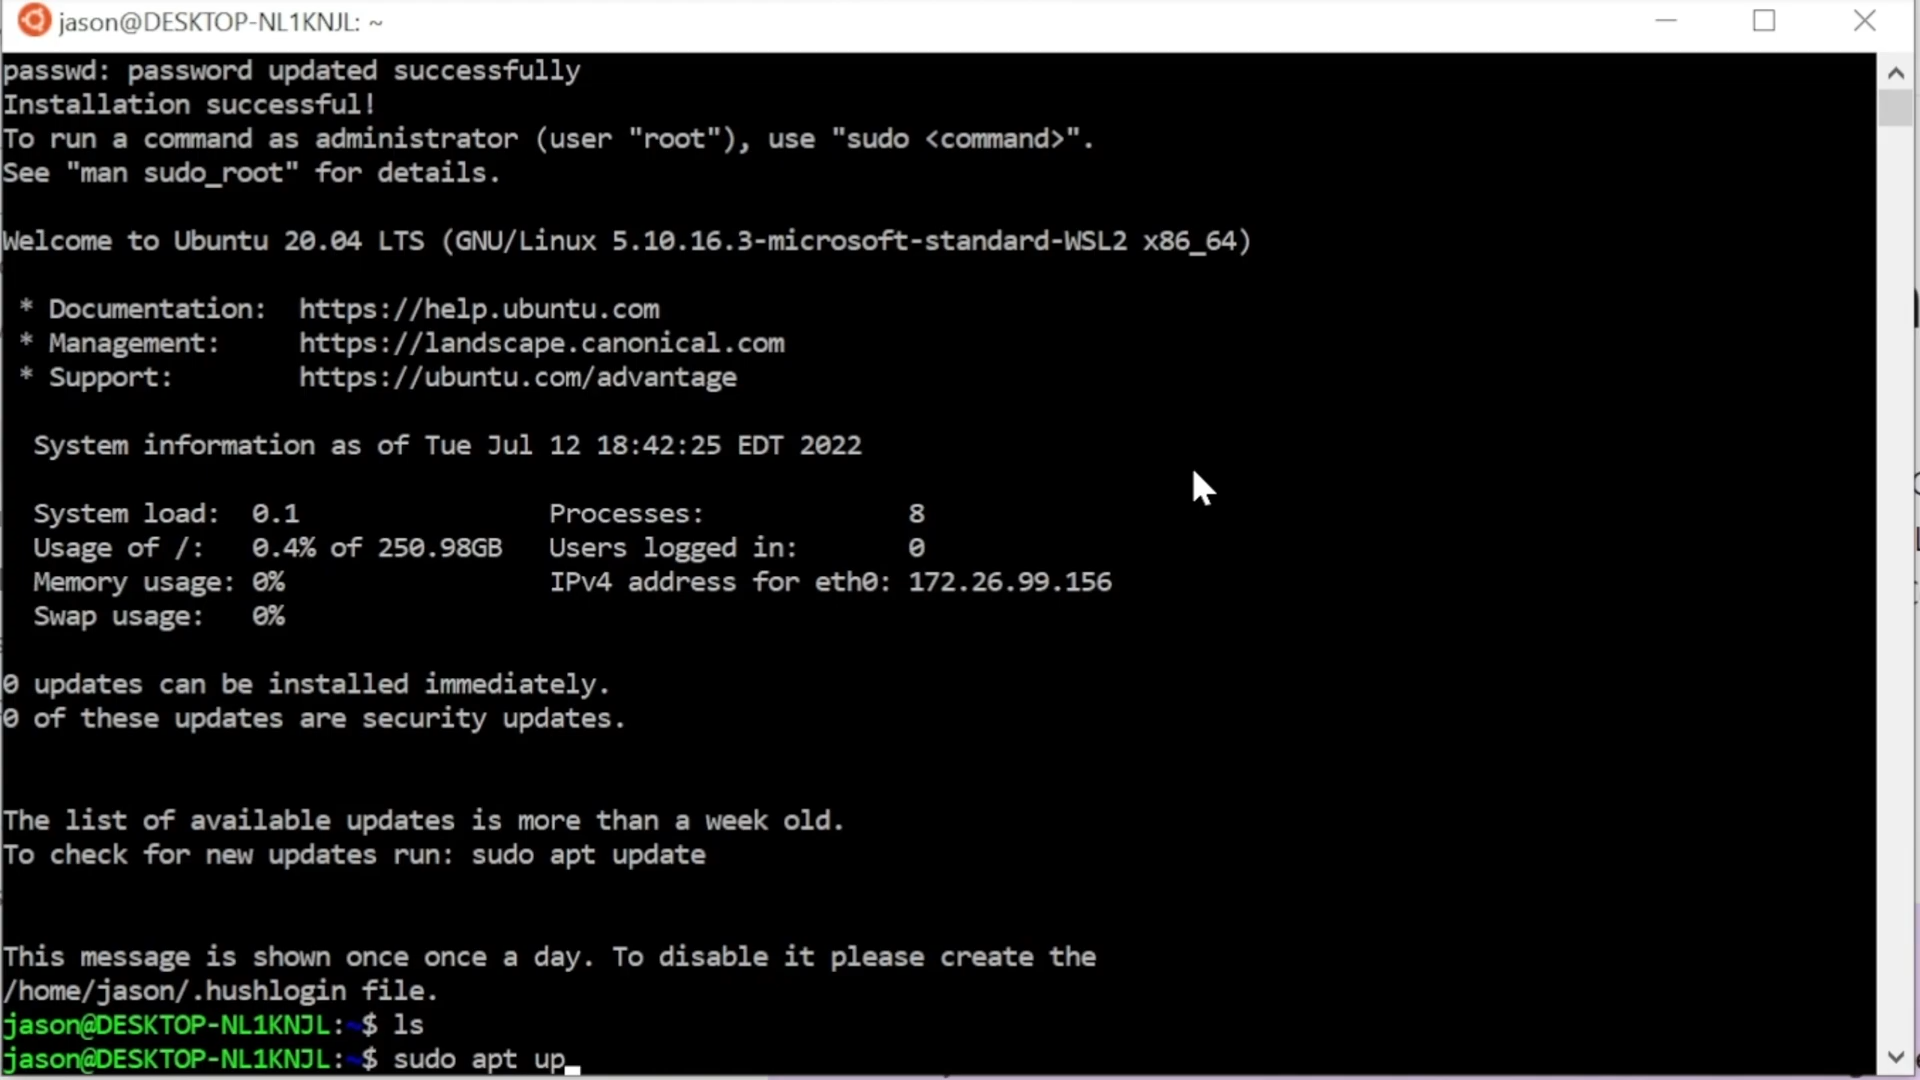 jason@DESKTOP-NL1KNJL: ~
passwd: password updated successfully
Installation successful!
To run a command as administrator (user "root"), use "sudo <command>".
See "man sudo_root" for details.
Welcome to Ubuntu 20.04 LTS (GNU/Linux 5.10.16.3-microsoft-standard-WSL2 x86_64)
* Documentation: https://help.ubuntu.com
* Management: https://landscape.canonical.com
* Support: https://ubuntu.com/advantage
System information as of Tue Jul 12 18:42:25 EDT 2022
System load: 0.1 Processes: 8
Usage of /: 0.4% of 250.98GB Users logged in: 0
Memory usage: 0% IPv4 address for eth0: 172.26.99.156
Swap usage: 0%
0 updates can be installed immediately.
0 of these updates are security updates.
The list of available updates is more than a week old.
To check for new updates run: sudo apt update
This message is shown once once a day. To disable it please create the
/home/jason/.hushlogin file.
jason@DESKTOP-NL1KNJL:~$ ls
jason@DESKTOP-NL1KNJL:~$ sudo apt up